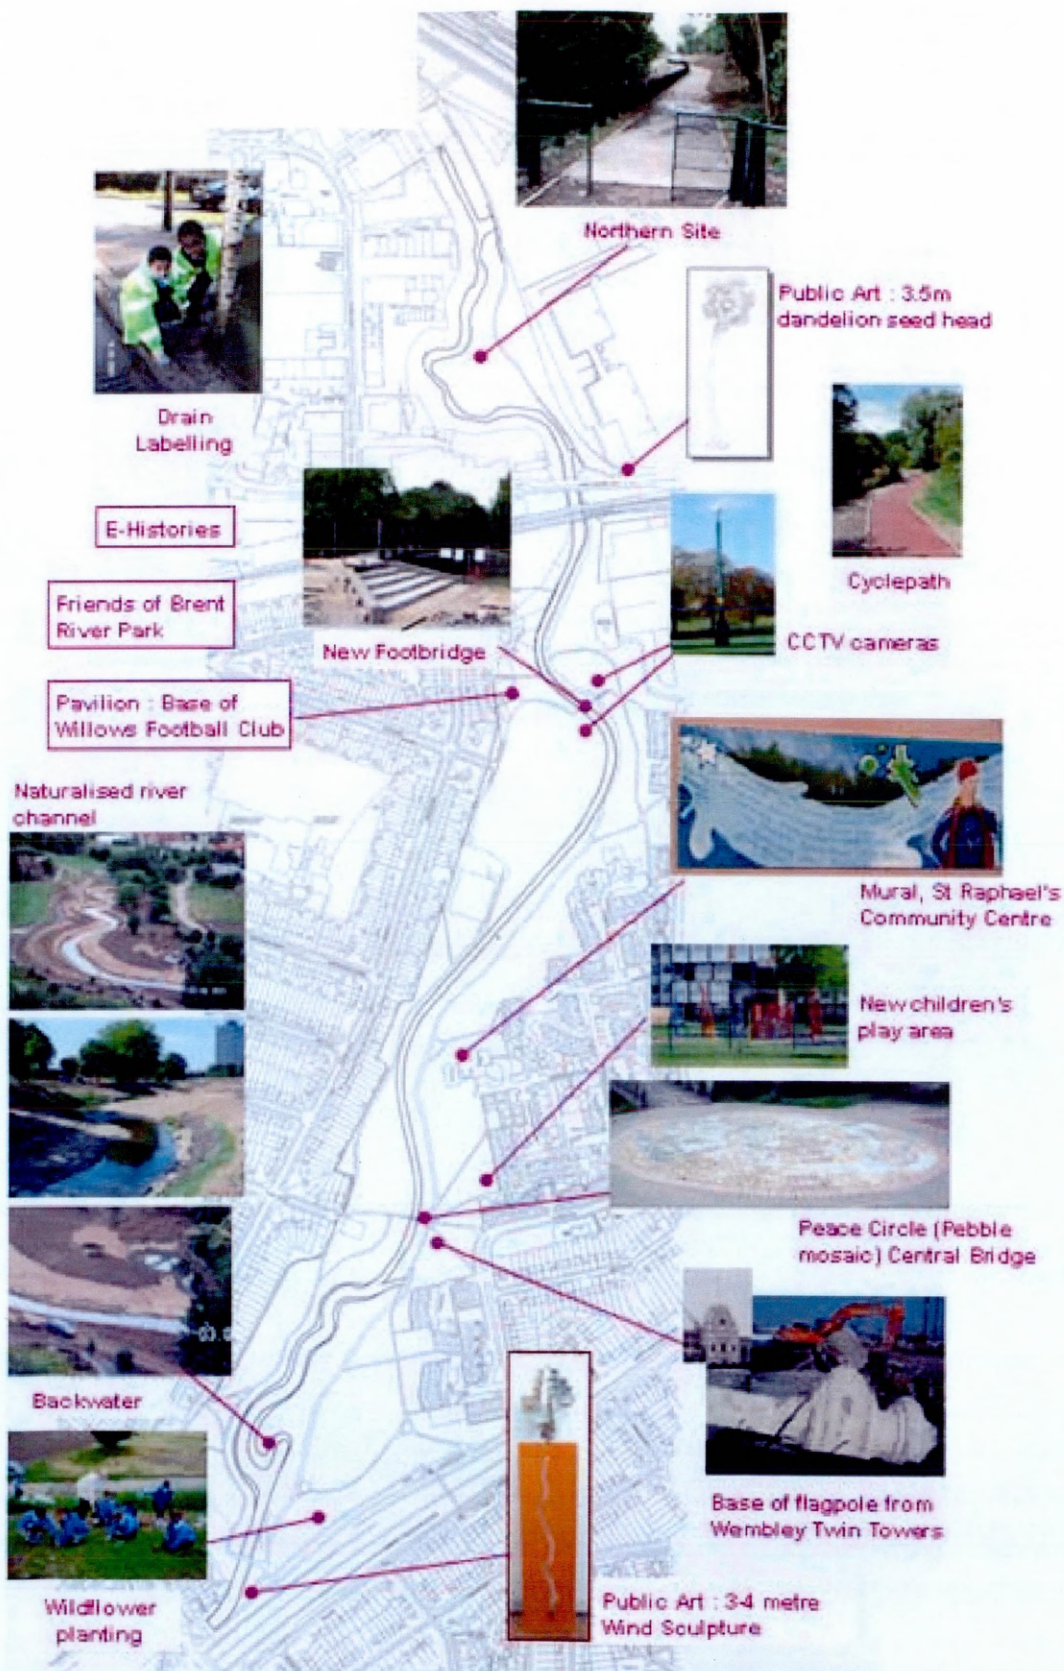 Northern Site
Public Art : 3.5m
dandelion seed head
Drain
Labelling
E-Histories
Cyclepath
Friends of Brent
River Park
New Footbridge
CCTV cameras
Pavilion : Base of
Willows Football Club
Naturalised river
channel
Mural, St Raphael's
Community Centre
New children's
play area
Peace Circle (Pebble
mosaic) Central Bridge
Backwater
Base of flagpole from
Wembley Twin Towers
Wildflower
planting
Public Art : 3-4 metre
Wind Sculpture